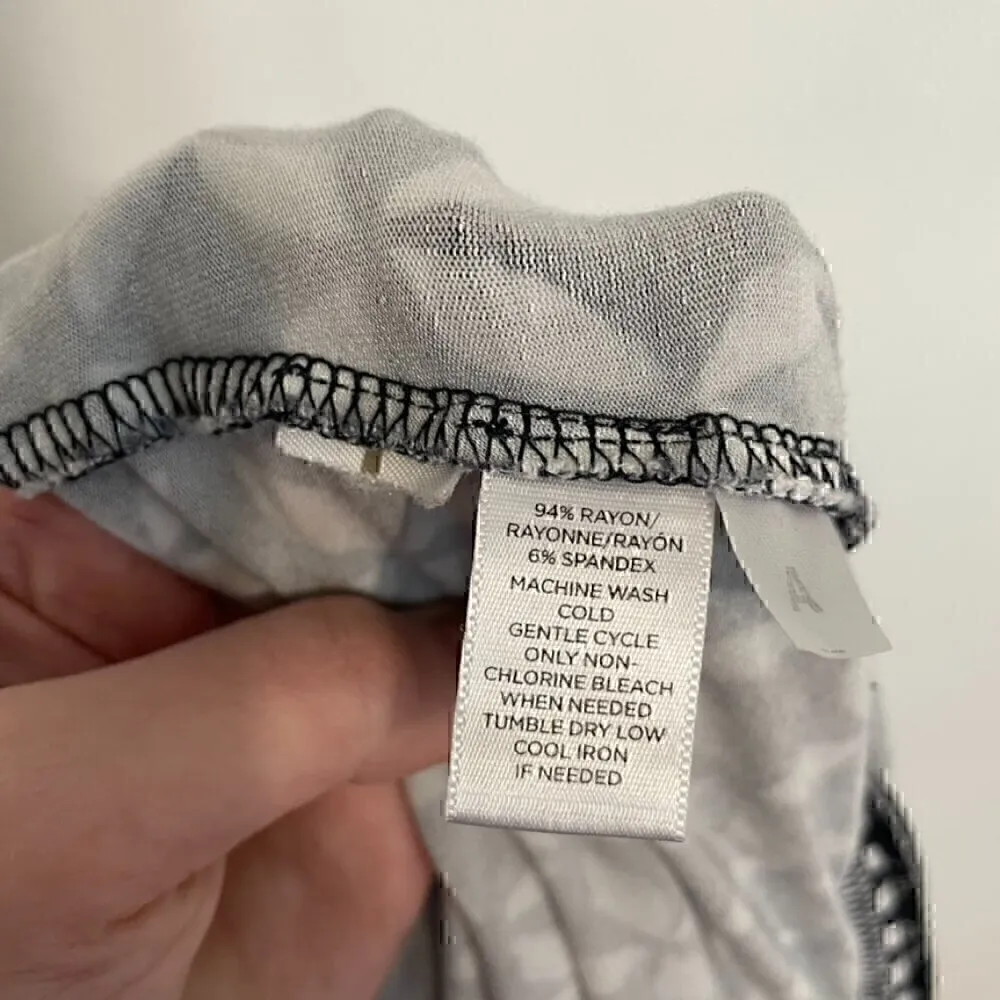 94% RAYON/
RAYONNE/RAYÓN
6% SPANDEX
MACHINE WASH
COLD
GENTLE CYCLE
ONLY NON-
CHLORINE BLEACH
WHEN NEEDED
TUMBLE DRY LOW
COOL IRON
IF NEEDED